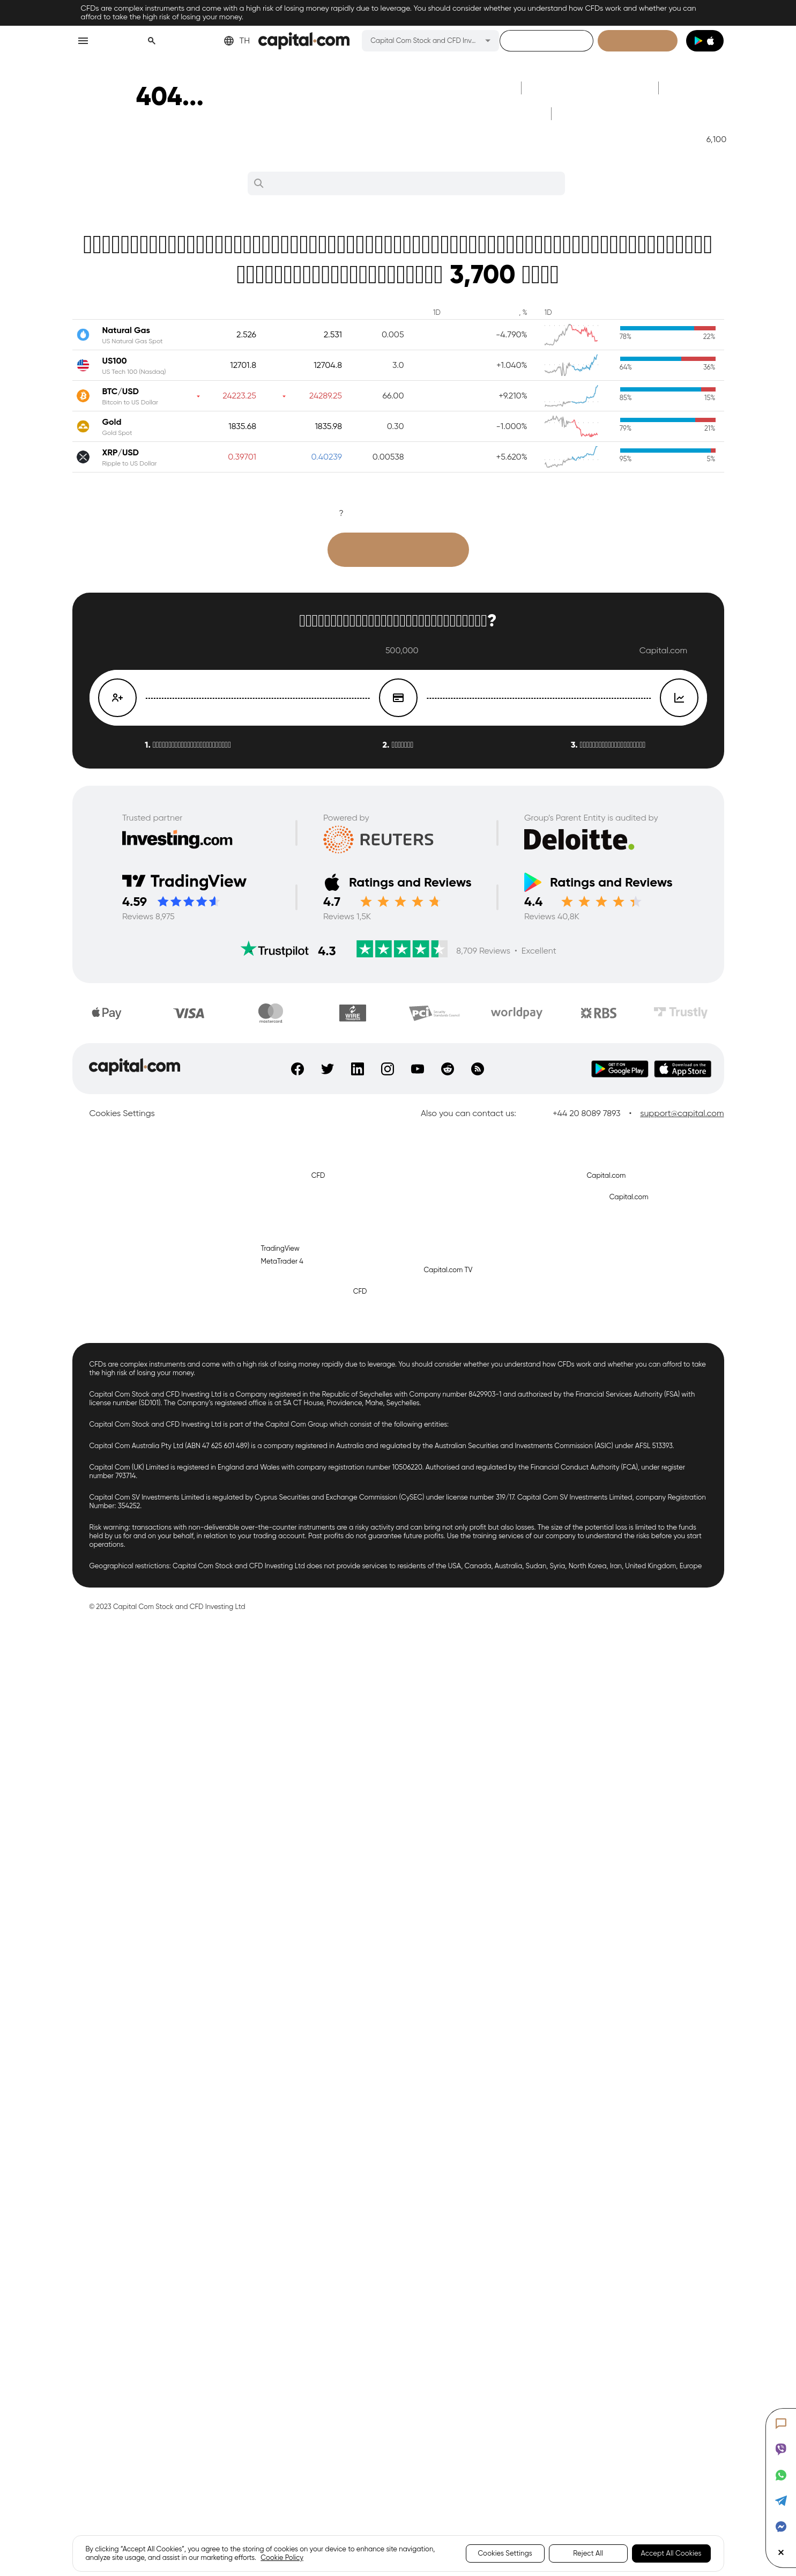 CFDs are complex instruments and come with a high risk of losing money rapidly due to leverage. You should consider whether you understand how CFDs work and whether you can
afford to take the high risk of losing your money.
TH
capital.com
Capital Com Stock and CFD Inv...
404...
6,100
3,700
1D , % 1D
Natural Gas
US Natural Gas Spot
2.526 2.531 0.005 -4.790% 78% 22%
US100
US Tech 100 (Nasdaq)
12701.8 12704.8 3.0 +1.040% 64% 36%
BTC/USD
Bitcoin to US Dollar
24223.25 24289.25 66.00 +9.210% 85% 15%
Gold
Gold Spot
1835.68 1835.98 0.30 -1.000% 79% 21%
XRP/USD
Ripple to US Dollar
0.39701 0.40239 0.00538 +5.620% 95% 5%
?
?
500,000 Capital.com
1. 2. 3.
Trusted partner
Investing.com
Powered by
REUTERS
Group's Parent Entity is audited by
Deloitte.
TradingView
4.59
Reviews 8,975
Ratings and Reviews
4.7
Reviews 1,5K
Ratings and Reviews
4.4
Reviews 40,8K
Trustpilot 4.3 8,709 Reviews • Excellent
Pay VISA mastercard WIRE PCI worldpay RBS Trustly
capital.com
GET IT ON
Google Play
Download on the
App Store
Cookies Settings
Also you can contact us: +44 20 8089 7893 • support@capital.com
CFD
Capital.com
Capital.com
TradingView
MetaTrader 4
Capital.com TV
CFD
CFDs are complex instruments and come with a high risk of losing money rapidly due to leverage. You should consider whether you understand how CFDs work and whether you can afford to take
the high risk of losing your money.
Capital Com Stock and CFD Investing Ltd is a Company registered in the Republic of Seychelles with Company number 8429903-1 and authorized by the Financial Services Authority (FSA) with
license number (SD101). The Company's registered office is at 5A CT House, Providence, Mahe, Seychelles.
Capital Com Stock and CFD Investing Ltd is part of the Capital Com Group which consist of the following entities:
Capital Com Australia Pty Ltd (ABN 47 625 601 489) is a company registered in Australia and regulated by the Australian Securities and Investments Commission (ASIC) under AFSL 513393.
Capital Com (UK) Limited is registered in England and Wales with company registration number 10506220. Authorised and regulated by the Financial Conduct Authority (FCA), under register
number 793714.
Capital Com SV Investments Limited is regulated by Cyprus Securities and Exchange Commission (CySEC) under license number 319/17. Capital Com SV Investments Limited, company Registration
Number: 354252.
Risk warning: transactions with non-deliverable over-the-counter instruments are a risky activity and can bring not only profit but also losses. The size of the potential loss is limited to the funds
held by us for and on your behalf, in relation to your trading account. Past profits do not guarantee future profits. Use the training services of our company to understand the risks before you start
operations.
Geographical restrictions: Capital Com Stock and CFD Investing Ltd does not provide services to residents of the USA, Canada, Australia, Sudan, Syria, North Korea, Iran, United Kingdom, Europe
© 2023 Capital Com Stock and CFD Investing Ltd
By clicking "Accept All Cookies", you agree to the storing of cookies on your device to enhance site navigation,
analyze site usage, and assist in our marketing efforts. Cookie Policy
Cookies Settings
Reject All
Accept All Cookies